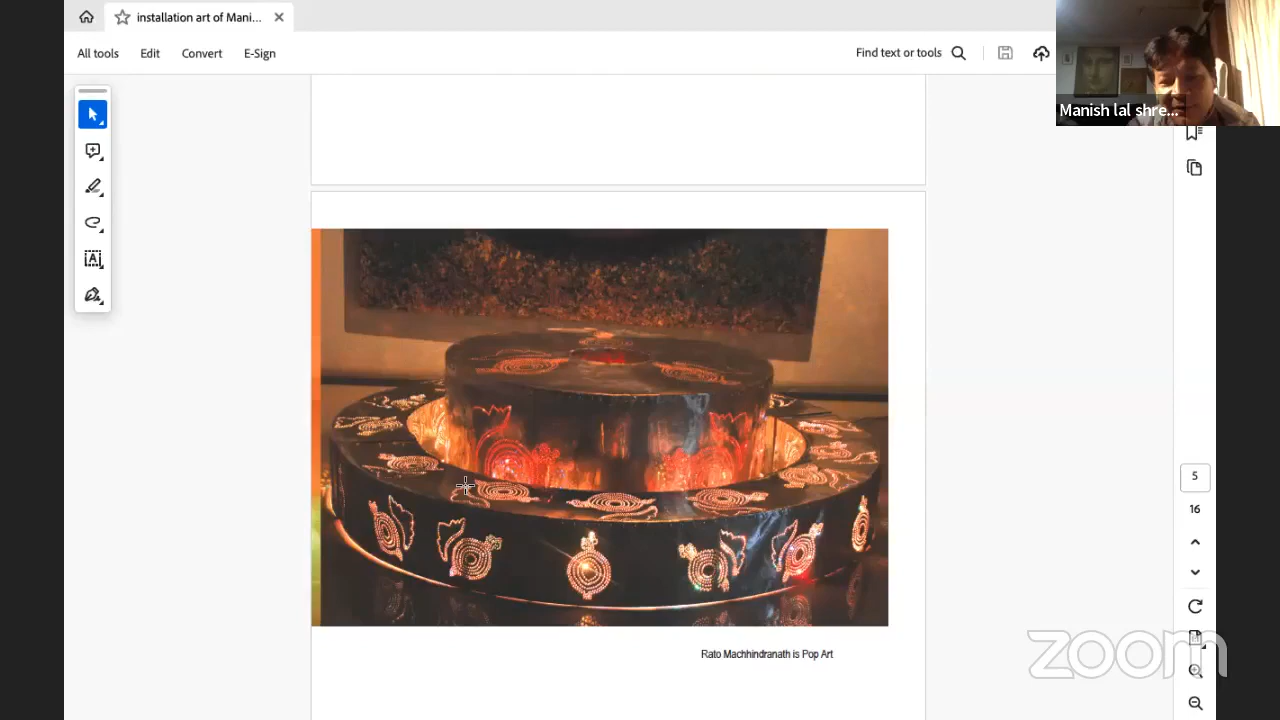 installation art of Mani...
All tools
Edit
Convert
E-Sign
Find text or tools
Manish lal shre...
5
16
Rato Machhindranath is Pop Art
zoom